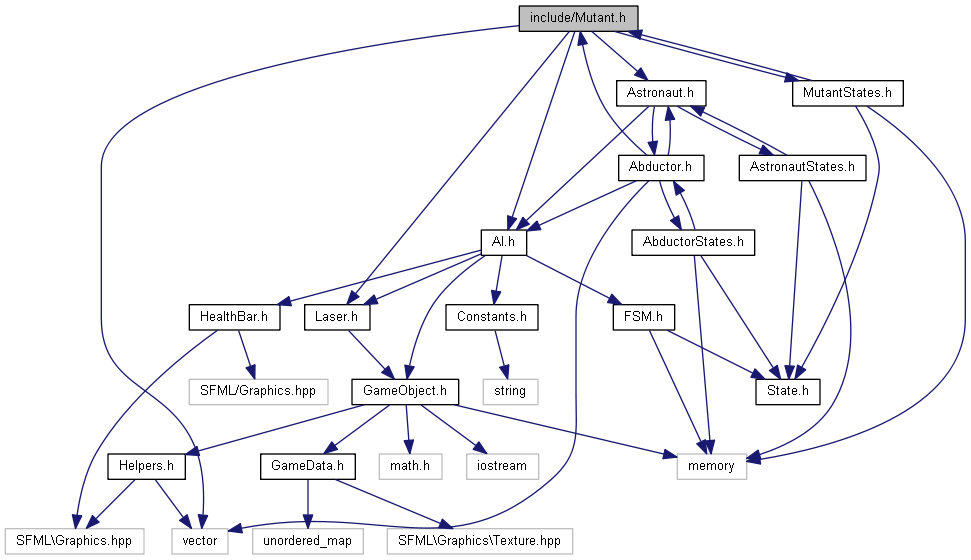 include/Mutant.h
Astronaut.h
MutantStates.h
Abductor.h
AstronautStates.h
AI.h
AbductorStates.h
HealthBar.h
Laser.h
Constants.h
FSM.h
SFML/Graphics.hpp
GameObject.h
string
State.h
Helpers.h
GameData.h
math.h
iostream
memory
SFML\Graphics.hpp
vector
unordered_map
SFML\Graphics\Texture.hpp